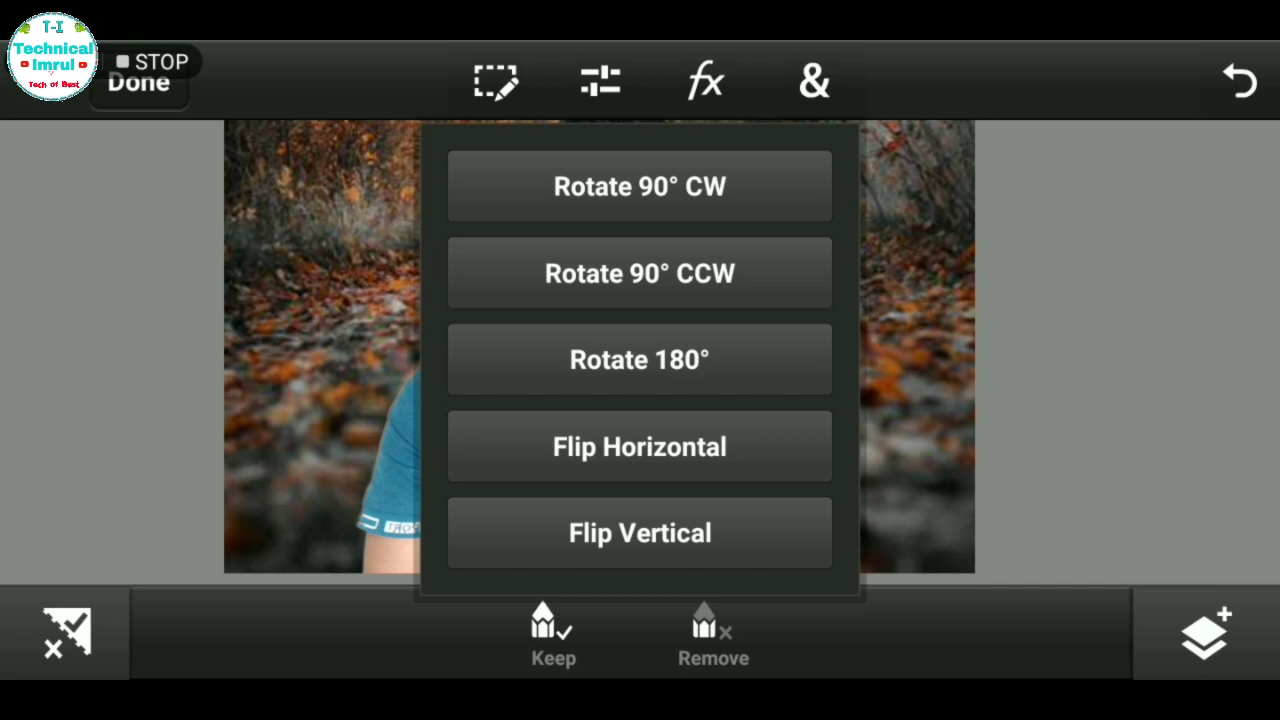 T-I
Technical
Imrul
Tech of Best
STOP
Done
fx
&
Rotate 90° CW
Rotate 90° CCW
Rotate 180°
Flip Horizontal
Flip Vertical
Keep
Remove